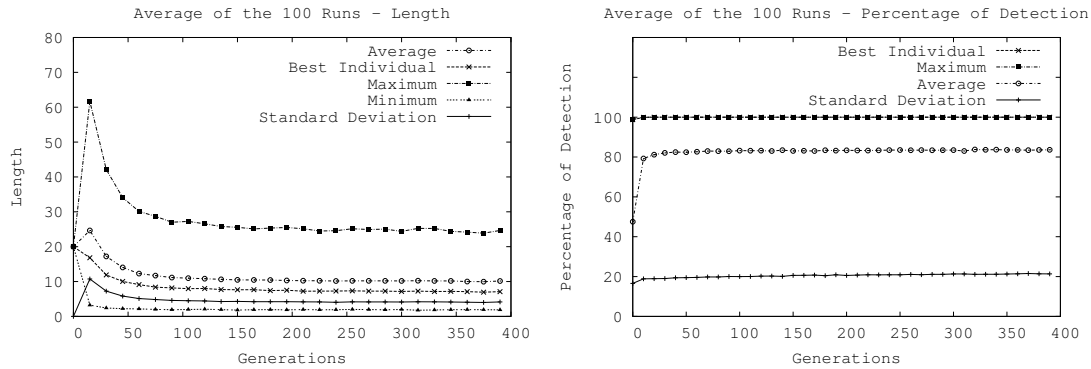 Average of the 100 Runs - Length
80
70
60
50
40
30
20
10
0
Length
Average
Best Individual
Maximum
Minimum
Standard Deviation
0 50 100 150 200 250 300 350 400
Generations
Average of the 100 Runs - Percentage of Detection
100
80
60
40
20
0
Percentage of Detection
Best Individual
Maximum
Average
Standard Deviation
0 50 100 150 200 250 300 350 400
Generations